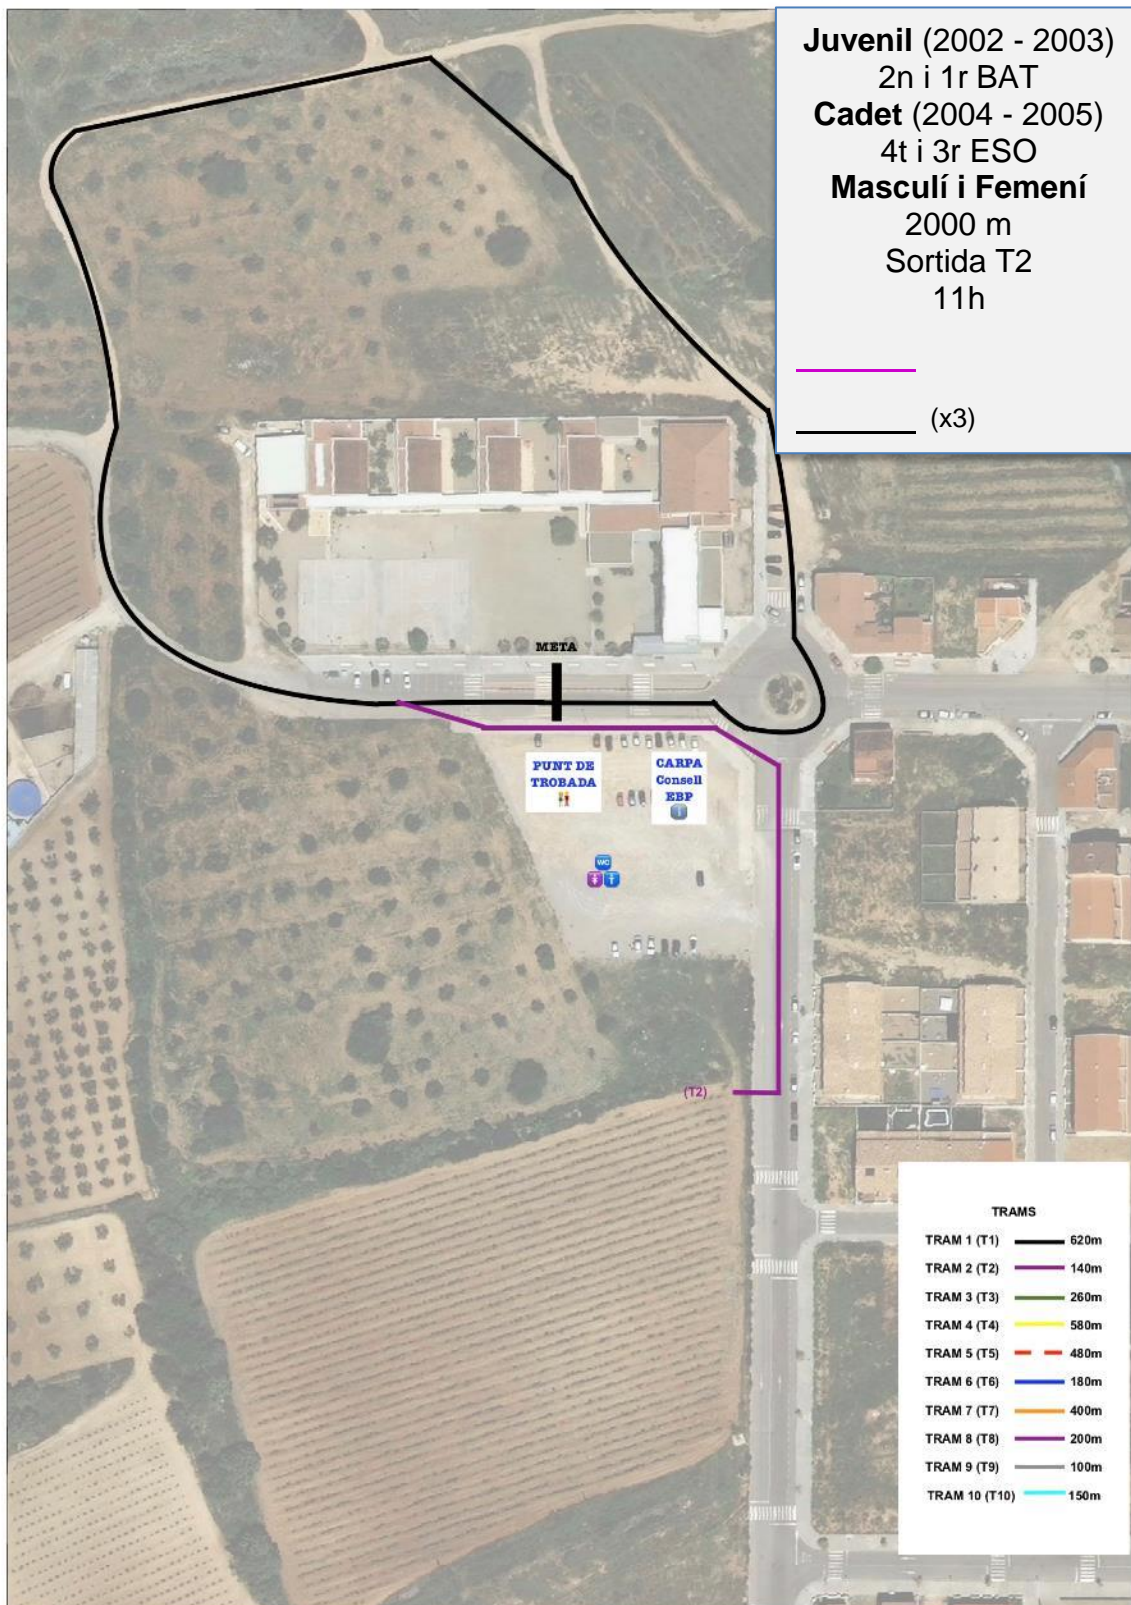 Juvenil (2002 - 2003)
2n i 1r BAT
Cadet (2004 - 2005)
4t i 3r ESO
Masculí i Femení
2000 m
Sortida T2
11h
(x3)
META
PUNT DE
TROBADA
CARPA
Consell
EBP
WC
(T2)
TRAMS
TRAM 1 (T1) 620m
TRAM 2 (T2) 140m
TRAM 3 (T3) 260m
TRAM 4 (T4) 580m
TRAM 5 (T5) 480m
TRAM 6 (T6) 180m
TRAM 7 (T7) 400m
TRAM 8 (T8) 200m
TRAM 9 (T9) 100m
TRAM 10 (T10) 150m